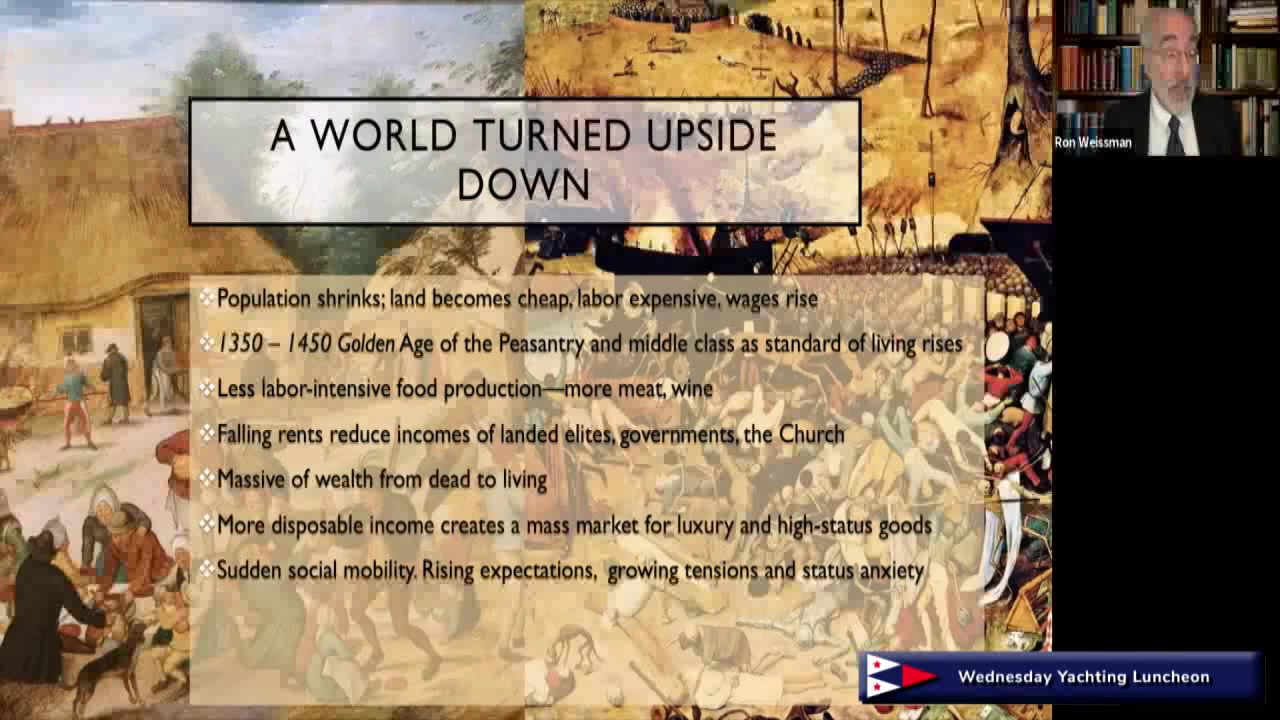 A WORLD TURNED UPSIDE
DOWN
Population shrinks; land becomes cheap, labor expensive, wages rise
1350 – 1450 Golden Age of the Peasantry and middle class as standard of living rises
Less labor-intensive food production—more meat, wine
Falling rents reduce incomes of landed elites, governments, the Church
Massive of wealth from dead to living
More disposable income creates a mass market for luxury and high-status goods
Sudden social mobility. Rising expectations, growing tensions and status anxiety
Ron Weissman
Wednesday Yachting Luncheon